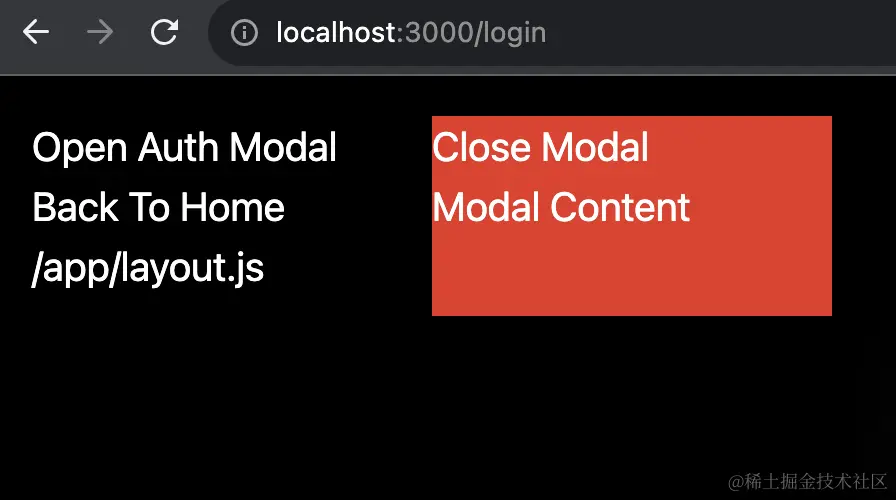 localhost:3000/login
Open Auth Modal
Back To Home
/app/layout.js
Close Modal
Modal Content
@稀土掘金技术社区